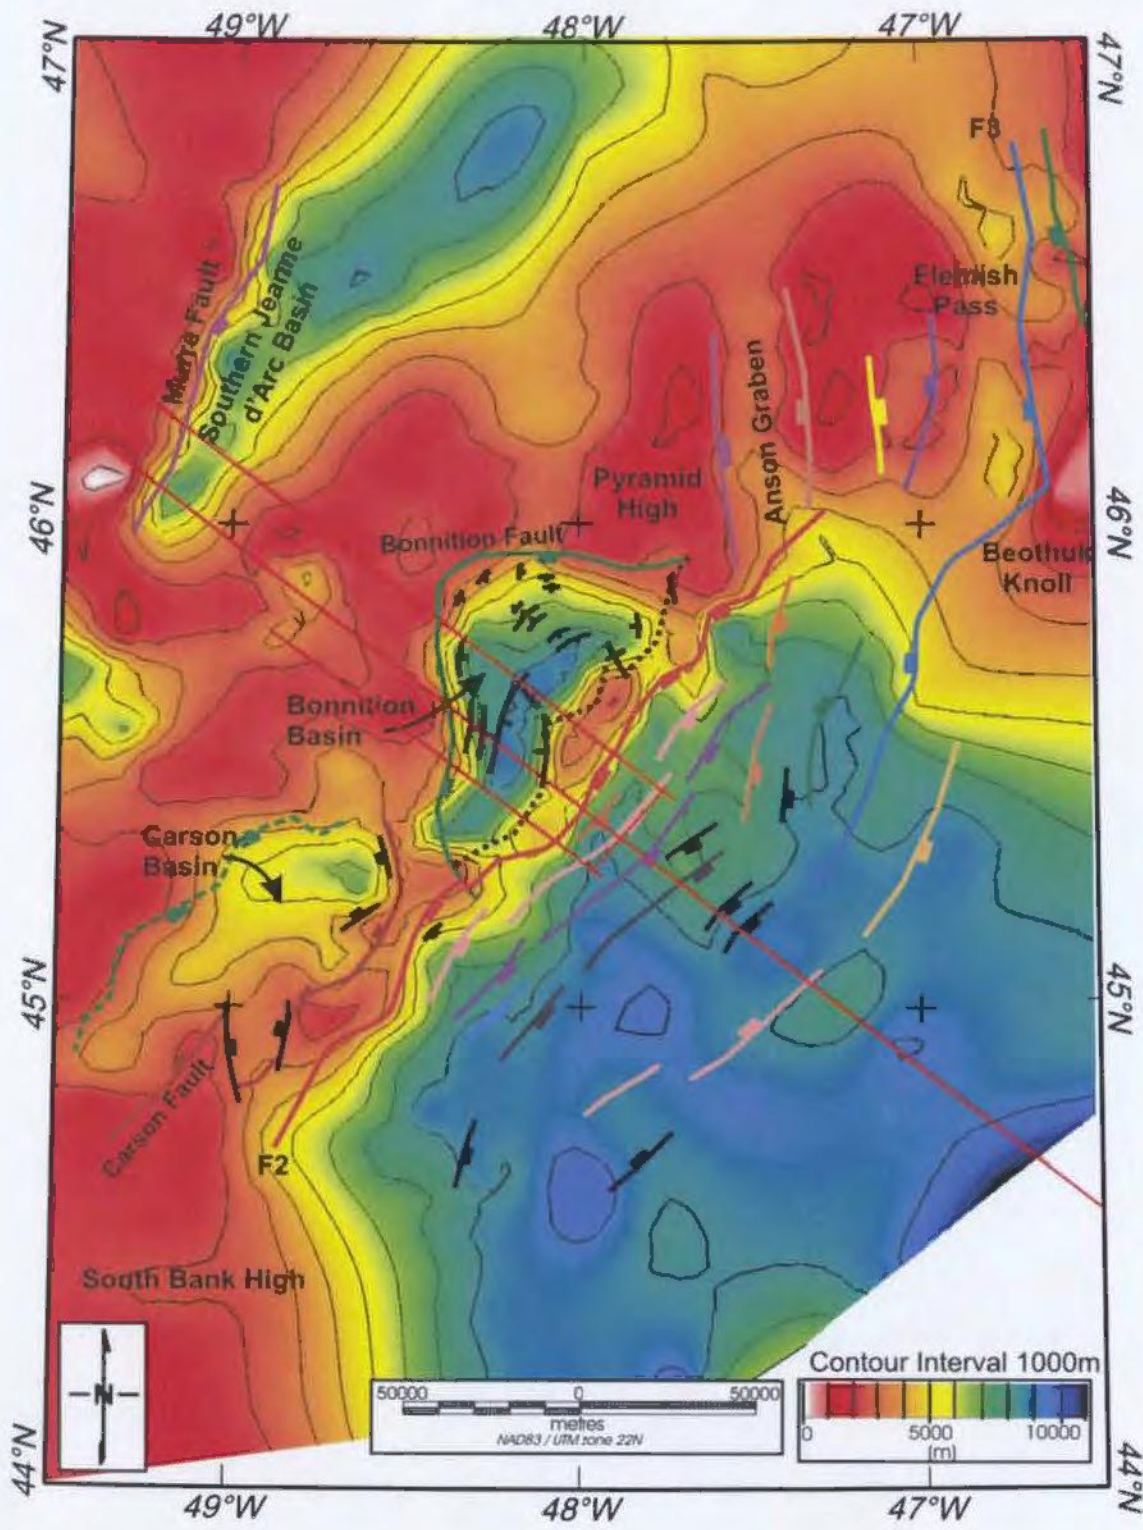 49°W 48°W 47°W
47°N
47°N
F3
Flemish
Pass
Murre Fault
Southern Jeanne
d'Arc Basin
Anson Graben
Pyramid
High
46°N
46°N
Bonnition Fault
Beothuk
Knoll
Bonnition
Basin
Carson
Basin
45°N
45°N
Carson Fault
F2
South Bank High
N
50000 0 50000
metres
NAD83 / UTM zone 22N
Contour Interval 1000m
0 5000 10000
(m)
44°N
44°N
49°W 48°W 47°W